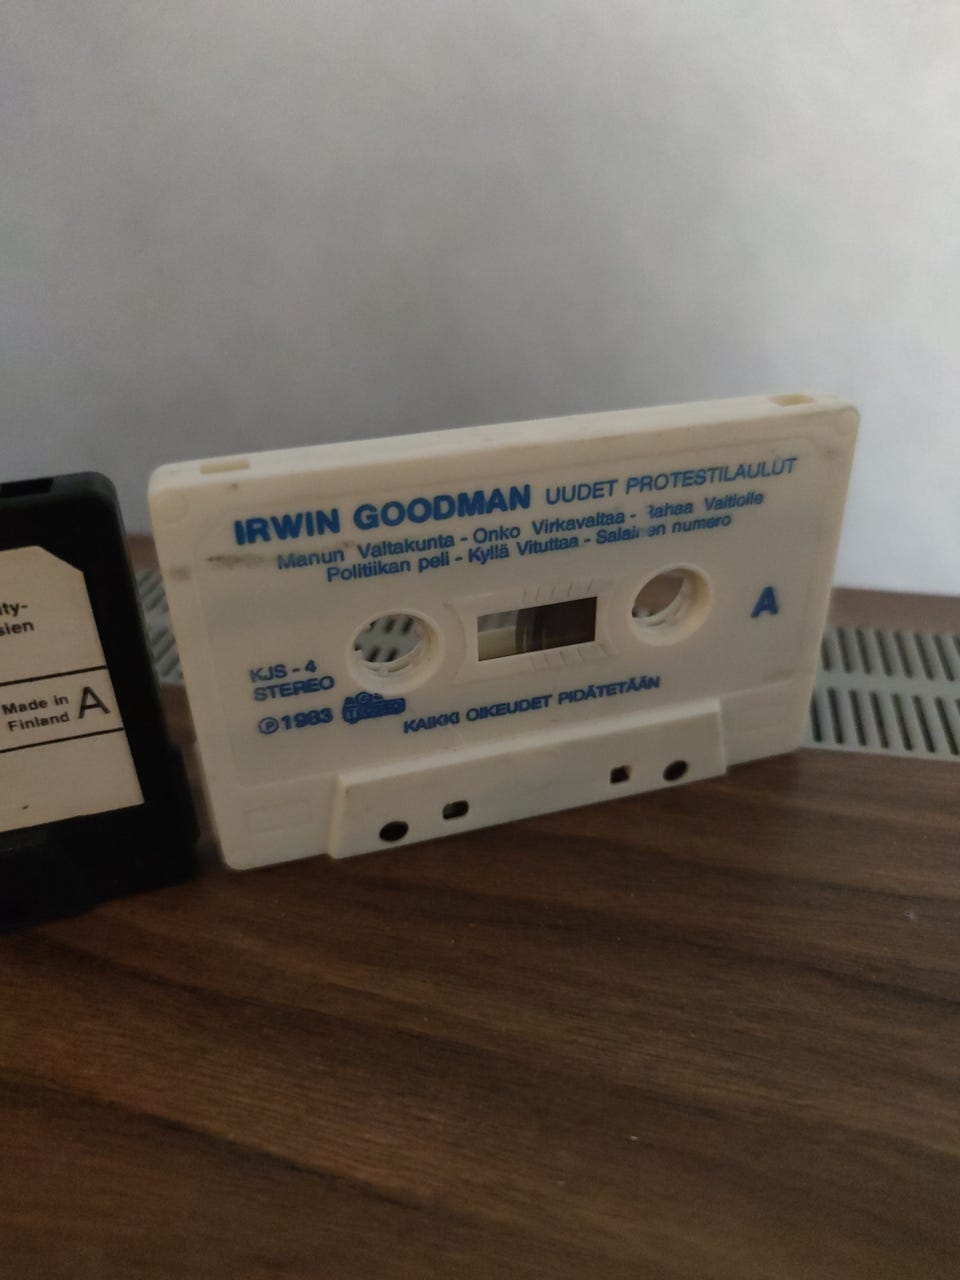 IRWIN GOODMAN UUDET PROTESTILAULUT
Manun Valtakunta - Onko Virkavaltaa - Rahaa Valtiolle
Politiikan peli - Kyllä Vituttaa - Salainen numero
A
KJS - 4
STEREO
Ⓟ 1983
KAIKKI OIKEUDET PIDÄTETÄÄN
ity-
sien
Made in
Finland A